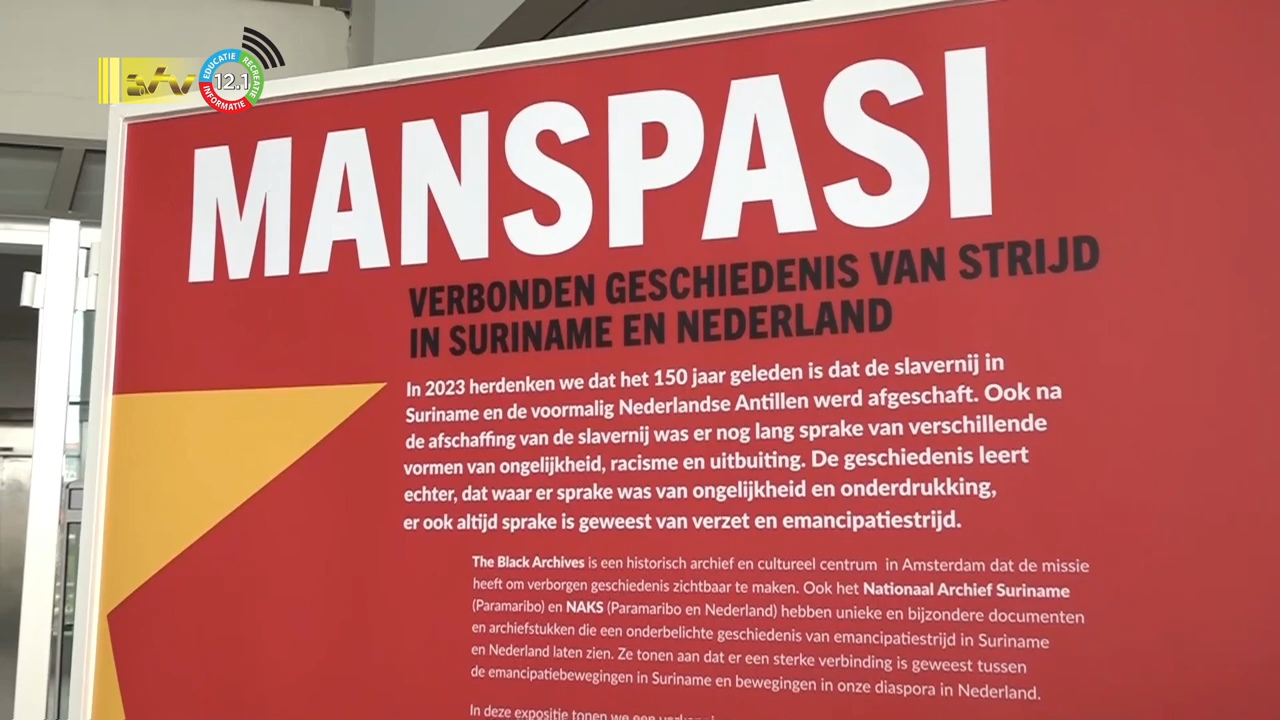 stv
EDUCATIE
RECREATIE
INFORMATIE
12.1
MANSPASI
VERBONDEN GESCHIEDENIS VAN STRIJD
IN SURINAME EN NEDERLAND
In 2023 herdenken we dat het 150 jaar geleden is dat de slavernij in
Suriname en de voormalig Nederlandse Antillen werd afgeschaft. Ook na
de afschaffing van de slavernij was er nog lang sprake van verschillende
vormen van ongelijkheid, racisme en uitbuiting. De geschiedenis leert
echter, dat waar er sprake was van ongelijkheid en onderdrukking,
er ook altijd sprake is geweest van verzet en emancipatiestrijd.
The Black Archives is een historisch archief en cultureel centrum in Amsterdam dat de missie
heeft om verborgen geschiedenis zichtbaar te maken. Ook het Nationaal Archief Suriname
(Paramaribo) en NAKS (Paramaribo en Nederland) hebben unieke en bijzondere documenten
en archiefstukken die een onderbelichte geschiedenis van emancipatiestrijd in Suriname
en Nederland laten zien. Ze tonen aan dat er een sterke verbinding is geweest tussen
de emancipatiebewegingen in Suriname en bewegingen in onze diaspora in Nederland.
In deze expositie tonen we een